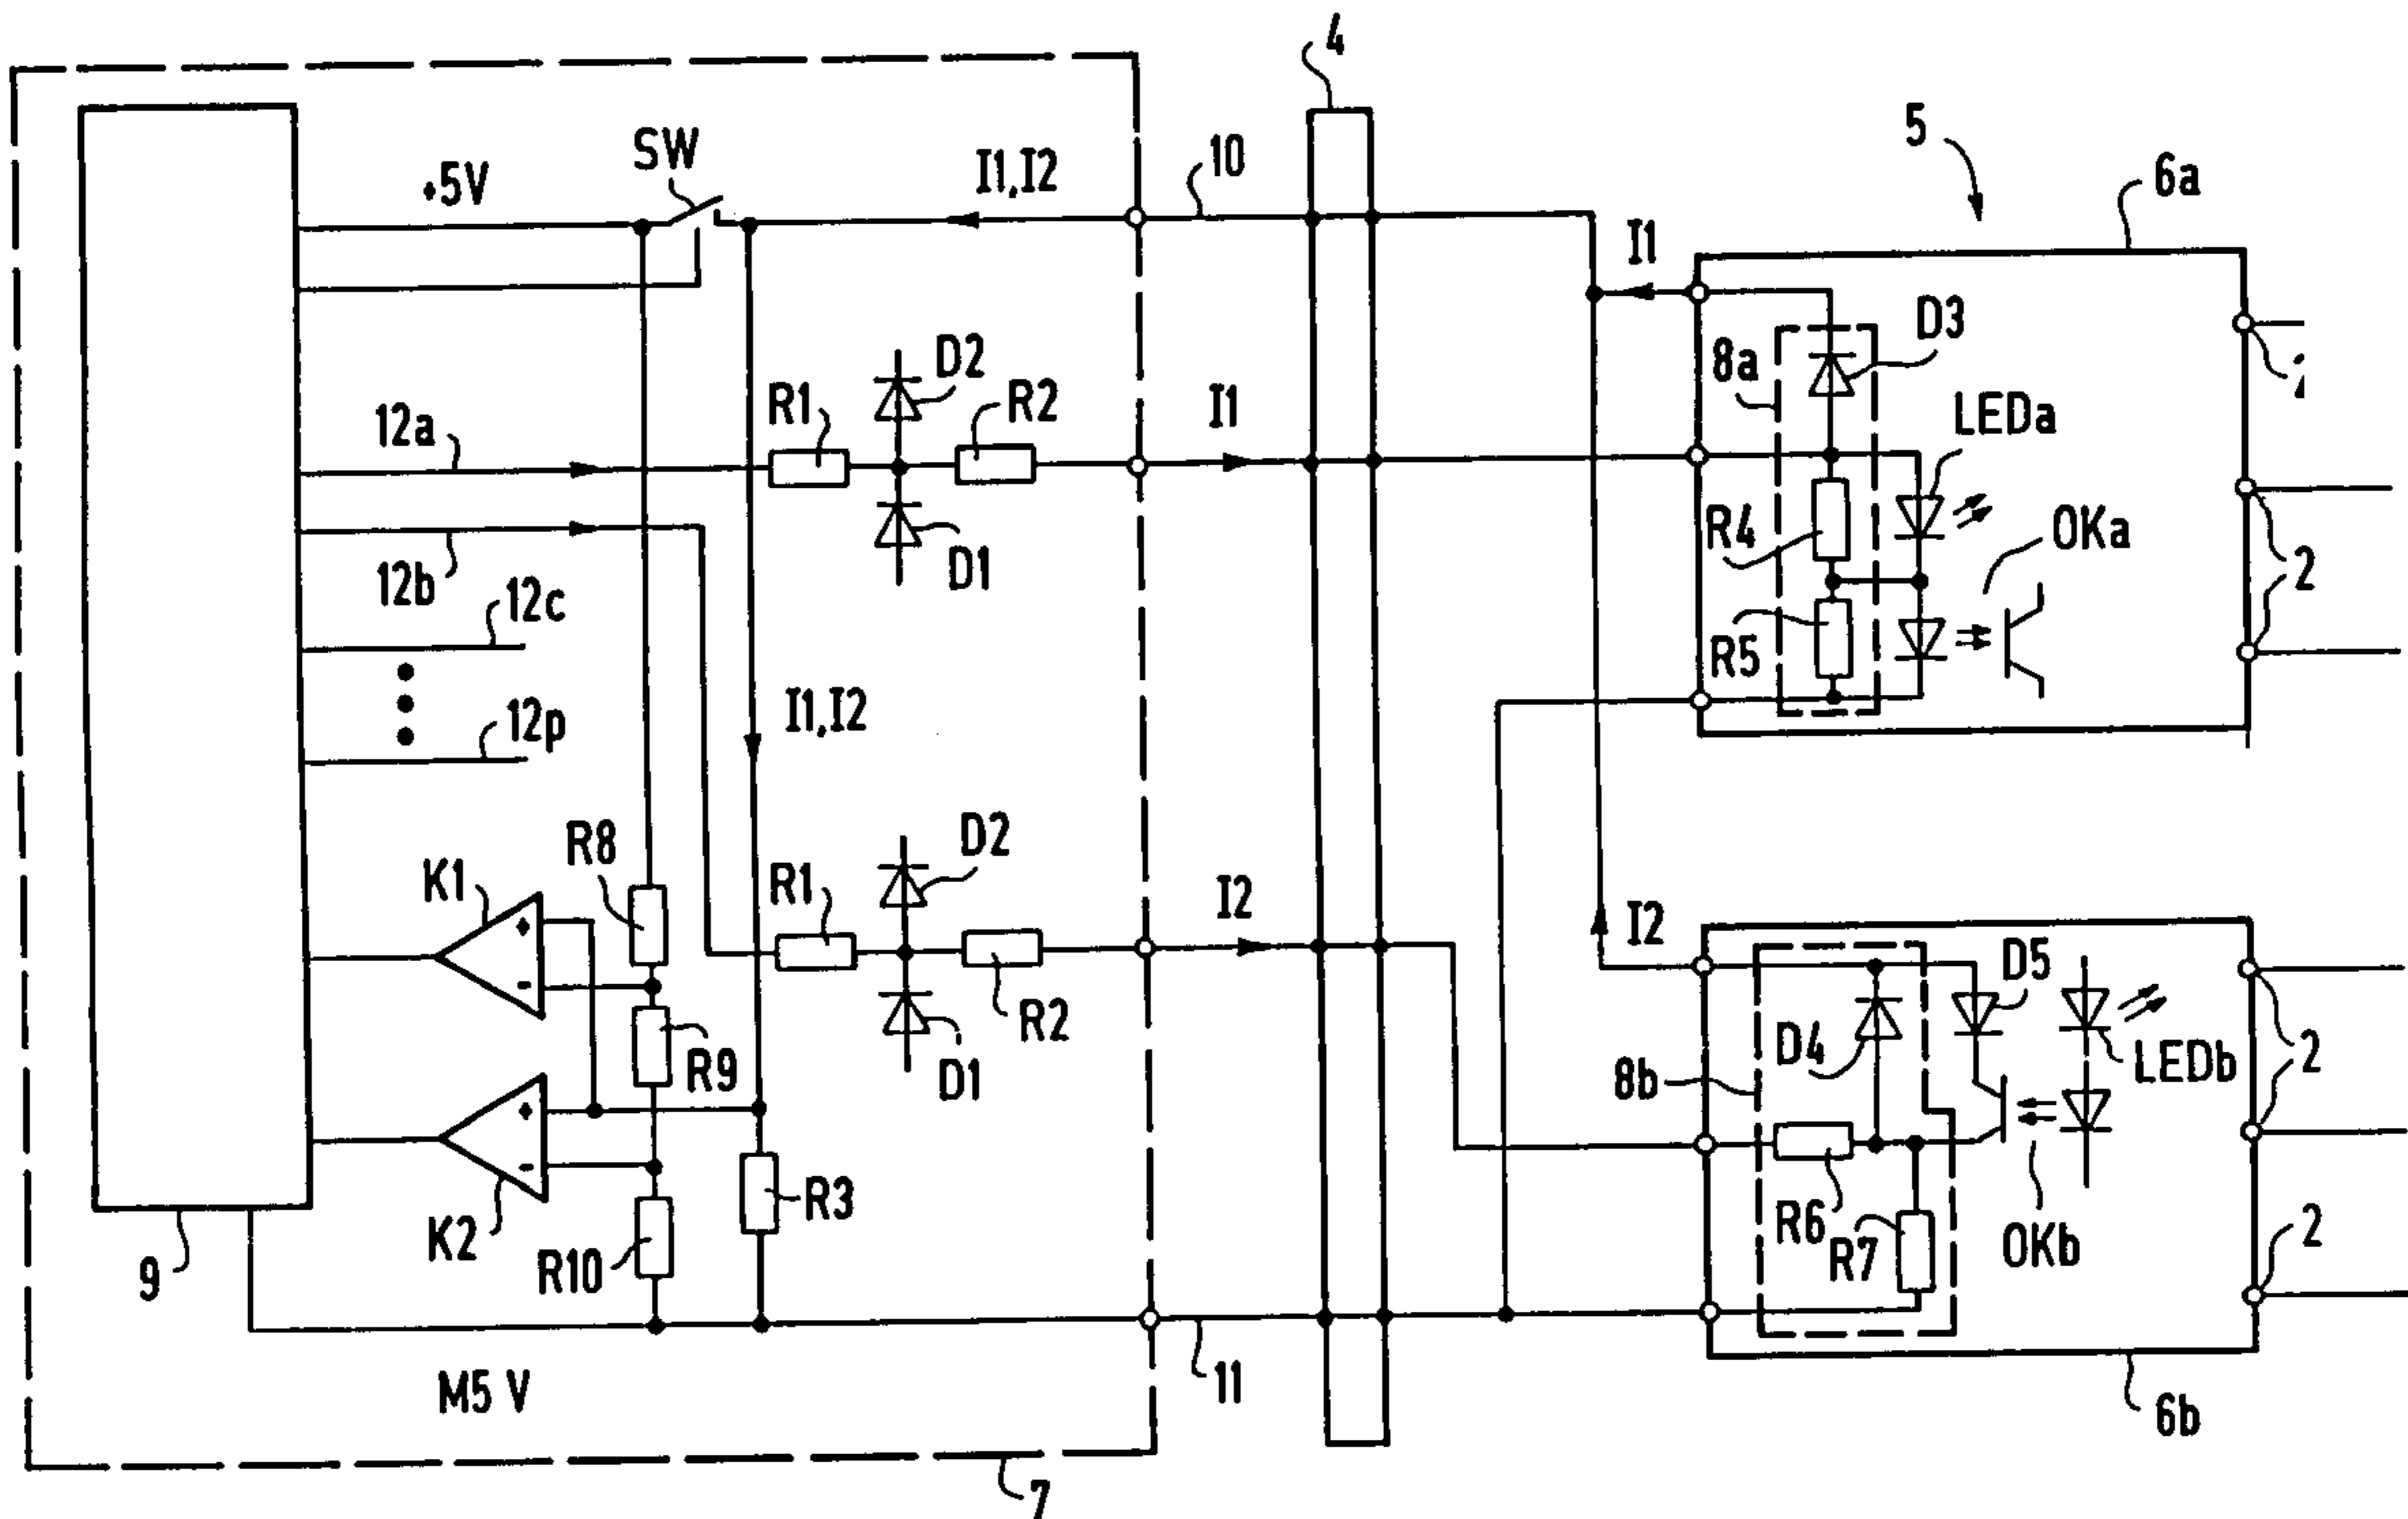 4
5
6a
SW
+5V
I1,I2
10
I1
D3
8a
LEDa
D2
R1
R2
I1
12a
12b
D1
R4
OKa
2
12c
R5
12p
I1,I2
R8
K1
D2
R1
I2
I2
D5
R9
D1
R2
D4
8b
LEDb
2
K2
R10
R3
R6
R7
OKb
2
9
M5 V
11
6b
7
+
-
+
-